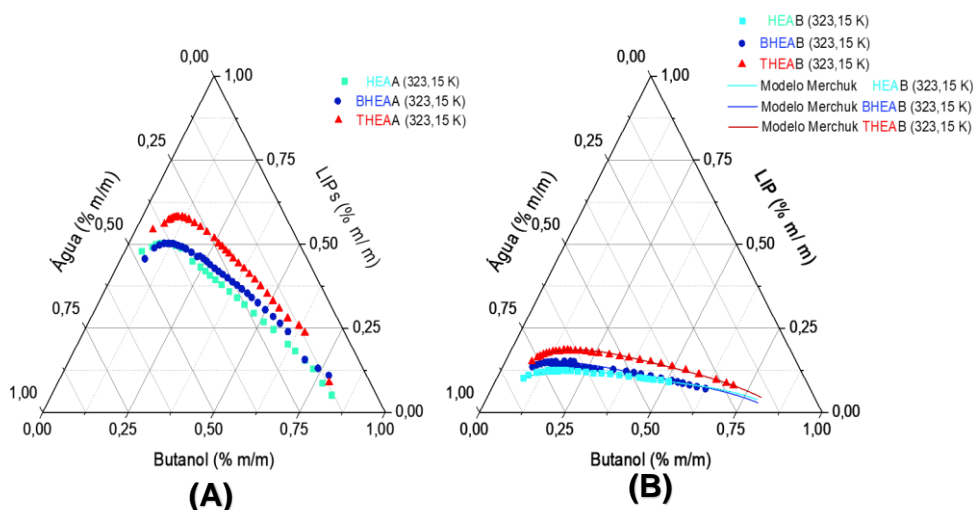 0,00
1,00
HEAA (323,15 K)
BHEAA (323,15 K)
THEAA (323,15 K)
0,25
0,75
Água (% m/m)
LIPs (% m/ m)
0,50
0,50
0,75
0,25
1,00
0,00
0,00
0,25
0,50
0,75
1,00
Butanol (% m/m)
(A)
HEAB (323,15 K)
BHEAB (323,15 K)
THEAB (323,15 K)
Modelo Merchuk HEAB (323,15 K)
Modelo Merchuk BHEAB (323,15 K)
Modelo Merchuk THEAB (323,15 K)
0,00
1,00
0,25
0,75
Água (% m/m)
LIP (% m/ m)
0,50
0,50
0,75
0,25
1,00
0,00
0,00
0,25
0,50
0,75
1,00
Butanol (% m/m)
(B)